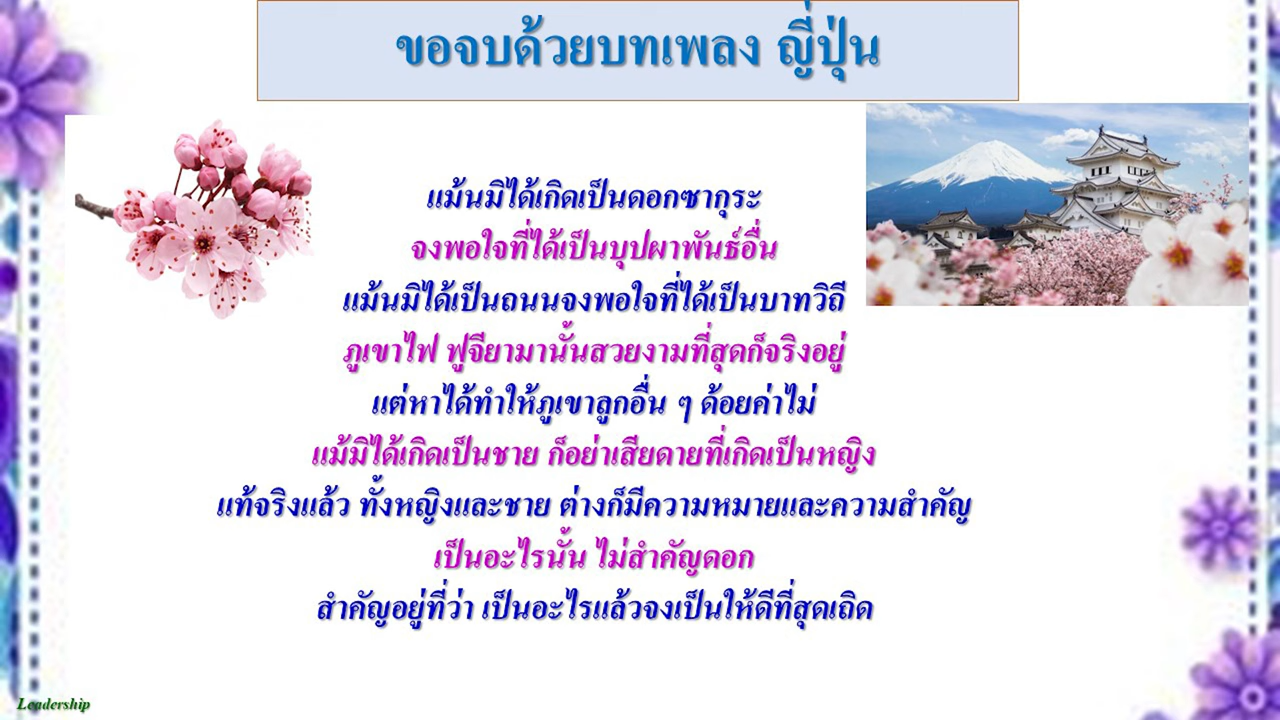 ขอจบด้วยบทเพลง ญี่ปุ่น
แม้นมิได้เกิดเป็นดอกซากุระ
จงพอใจที่ได้เป็นบุปผาพันธ์อื่น
แม้นมิได้เป็นถนนจงพอใจที่ได้เป็นบาทวิถี
ภูเขาไฟ ฟูจียามานั้นสวยงามที่สุดก็จริงอยู่
แต่หาได้ทำให้ภูเขาลูกอื่น ๆ ด้อยค่าไม่
แม้มิได้เกิดเป็นชาย ก็อย่าเสียดายที่เกิดเป็นหญิง
แท้จริงแล้ว ทั้งหญิงและชาย ต่างก็มีความหมายและความสำคัญ
เป็นอะไรนั้น ไม่สำคัญดอก
สำคัญอยู่ที่ว่า เป็นอะไรแล้วจงเป็นให้ดีที่สุดเถิด
Leadership